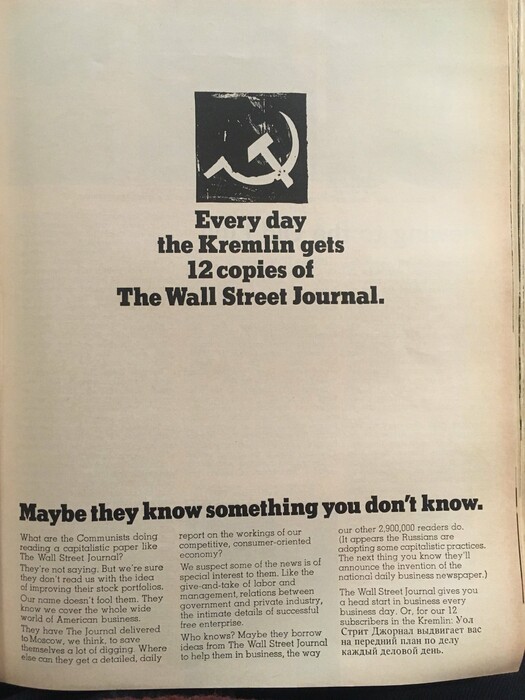 Every day
the Kremlin gets
12 copies of
The Wall Street Journal.
Maybe they know something you don't know.
What are the Communists doing
reading a capitalistic paper like
The Wall Street Journal?
They're not saying. But we're sure
they don't read us with the idea
of improving their stock portfolios.
Our name doesn't fool them. They
know we cover the whole wide
world of American business.
They have The Journal delivered
to Moscow, we think, to save
themselves a lot of digging. Where
else can they get a detailed, daily
report on the workings of our
competitive, consumer-oriented
economy?
We suspect some of the news is of
special interest to them. Like the
give-and-take of labor and
management, relations between
government and private industry,
the intimate details of successful
free enterprise.
Who knows? Maybe they borrow
ideas from The Wall Street Journal
to help them in business, the way
our other 2,900,000 readers do.
(It appears the Russians are
adopting some capitalistic practices.
The next thing you know they'll
announce the invention of the
national daily business newspaper.)
The Wall Street Journal gives you
a head start in business every
business day. Or, for our 12
subscribers in the Kremlin: Уол
Стрит Джорнал выдвигает вас
на передний план по делу
каждый деловой день.